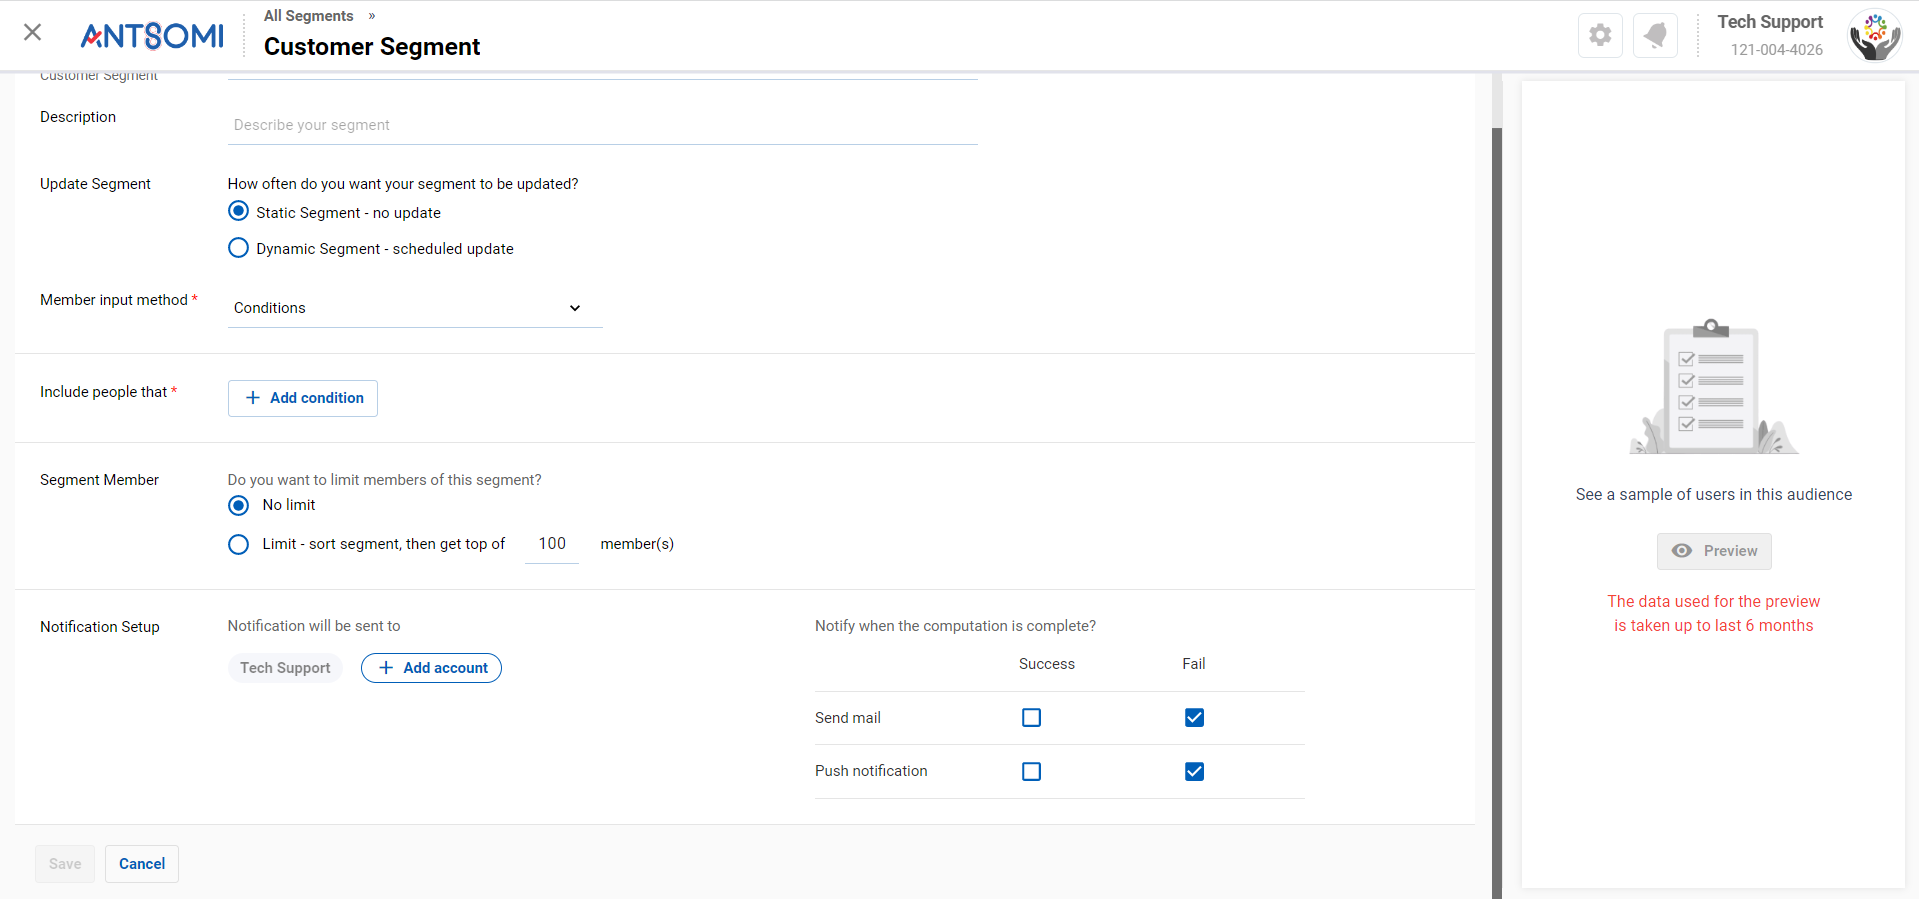 ANTSOMI
All Segments »
Customer Segment
Tech Support
121-004-4026
Customer Segment
Description
Describe your segment
Update Segment
How often do you want your segment to be updated?
Static Segment - no update
Dynamic Segment - scheduled update
Member input method *
Conditions
Include people that *
+ Add condition
Segment Member
Do you want to limit members of this segment?
No limit
Limit - sort segment, then get top of 100 member(s)
Notification Setup
Notification will be sent to
Tech Support
+ Add account
Notify when the computation is complete?
Success Fail
Send mail
Push notification
Save
Cancel
See a sample of users in this audience
Preview
The data used for the preview
is taken up to last 6 months